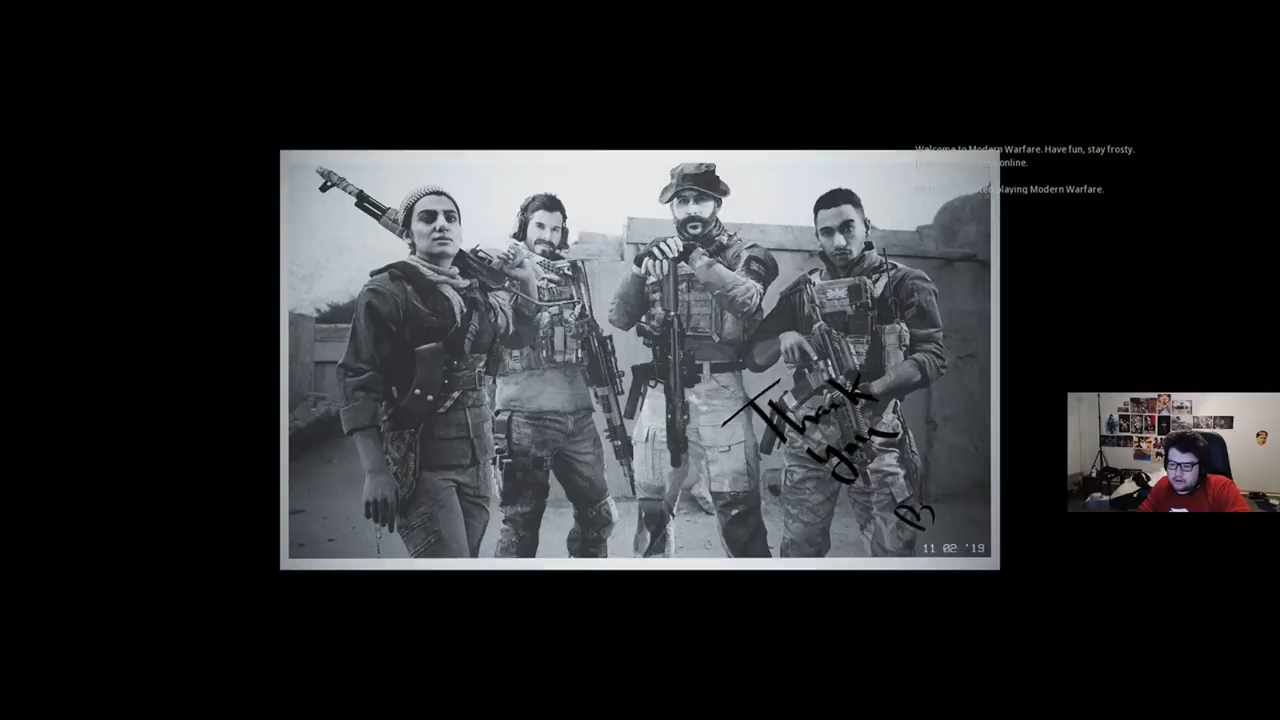 Welcome to Modern Warfare. Have fun, stay frosty.
online.
playing Modern Warfare.
Thank
you
11 02 '19